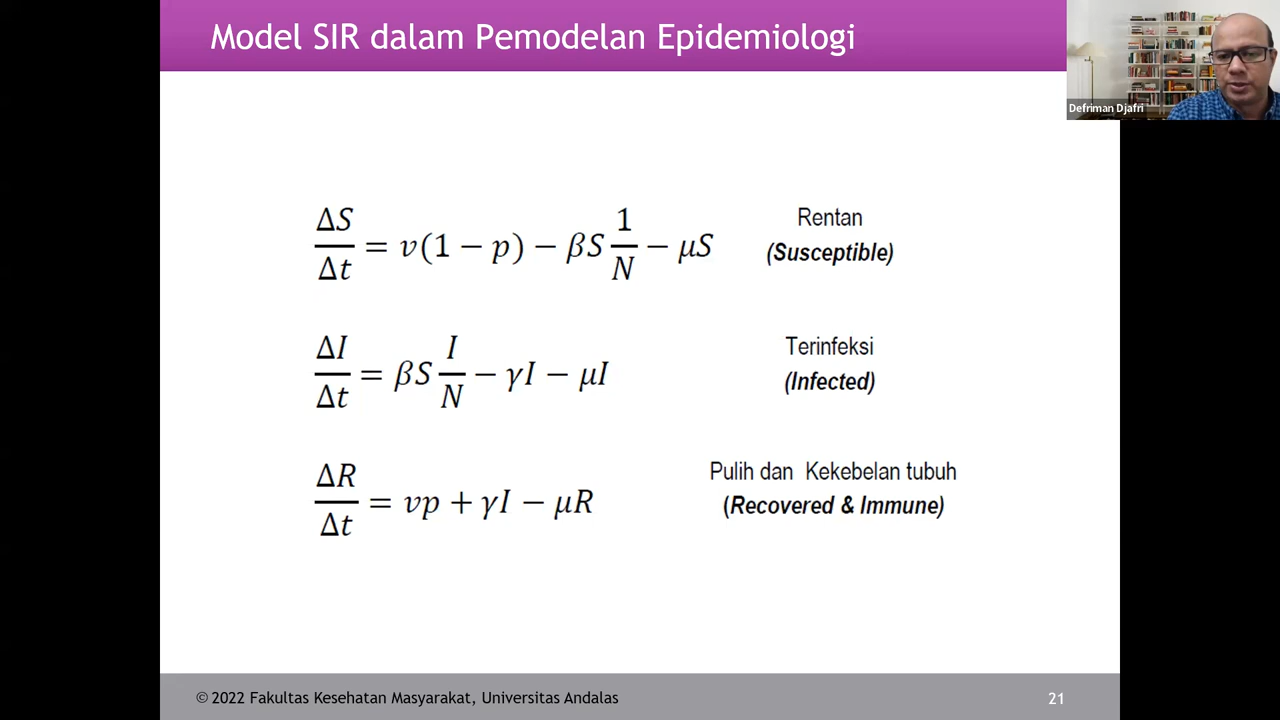 Model SIR dalam Pemodelan Epidemiologi
Defriman Djafri
ΔS/Δt = v(1 − p) − βS 1/N − μS
Rentan
(Susceptible)
ΔI/Δt = βS I/N − γI − μI
Terinfeksi
(Infected)
ΔR/Δt = vp + γI − μR
Pulih dan Kekebelan tubuh
(Recovered & Immune)
© 2022 Fakultas Kesehatan Masyarakat, Universitas Andalas
21